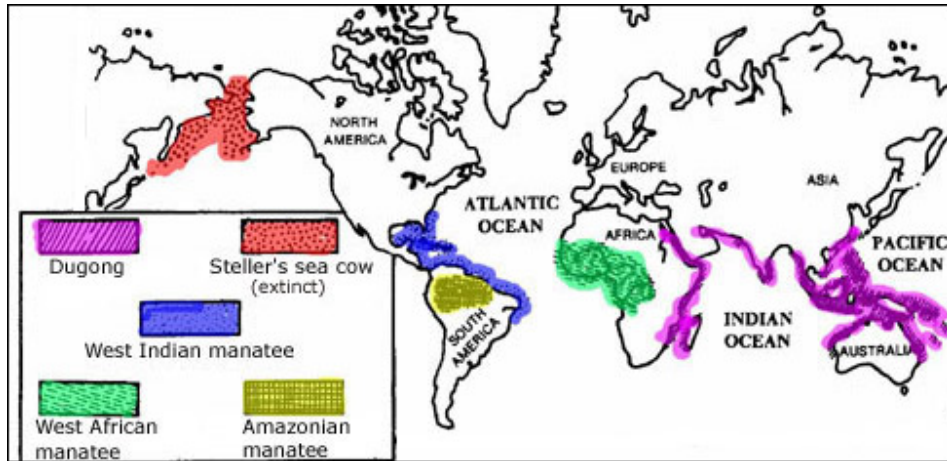 NORTH
AMERICA
EUROPE
ASIA
ATLANTIC
OCEAN
AFRICA
PACIFIC
OCEAN
SOUTH
AMERICA
INDIAN
OCEAN
AUSTRALIA
Dugong
Steller's sea cow
(extinct)
West Indian manatee
West African
manatee
Amazonian
manatee